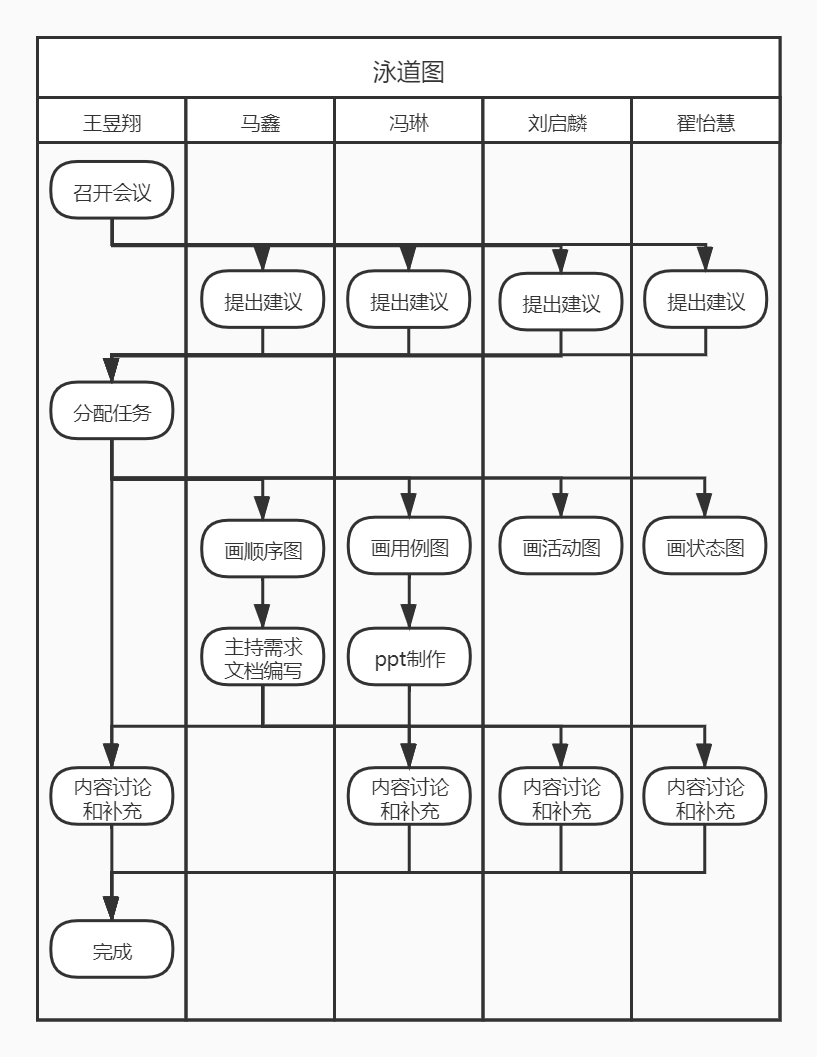 泳道图
王昱翔
马鑫
冯琳
刘启麟
翟怡慧
召开会议
提出建议
提出建议
提出建议
提出建议
分配任务
画顺序图
画用例图
画活动图
画状态图
主持需求
文档编写
ppt制作
内容讨论
和补充
内容讨论
和补充
内容讨论
和补充
内容讨论
和补充
完成